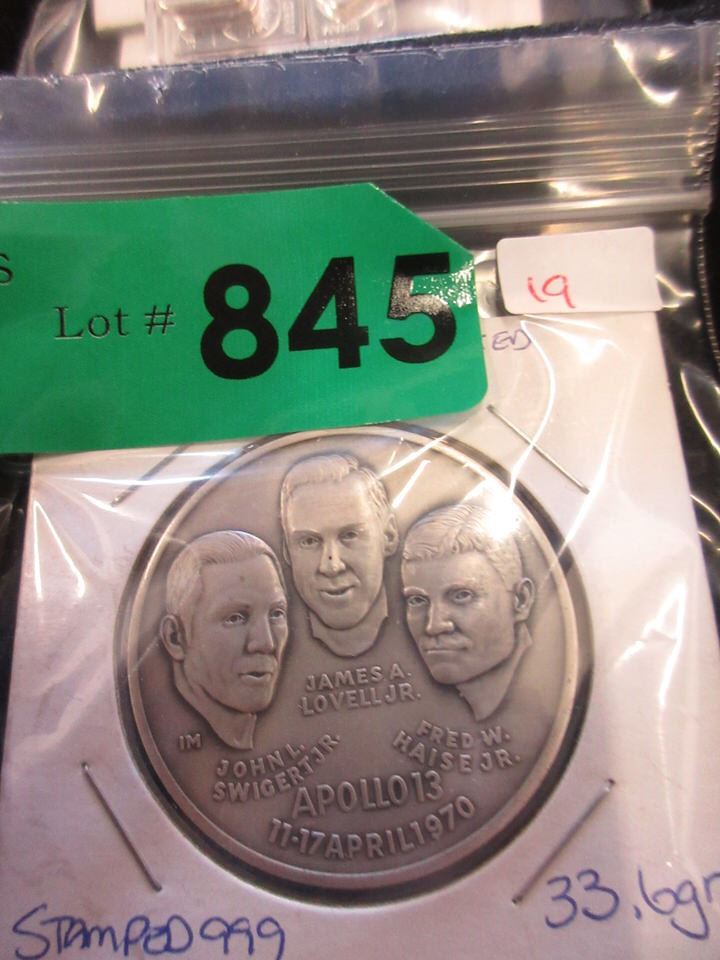 S
Lot # 845
19
ED
JAMES A.
LOVELL JR.
IM
JOHN L.
SWIGERT JR.
FRED W.
HAISE JR.
APOLLO 13
11-17 APRIL 1970
STAMPED 999
33.6gr